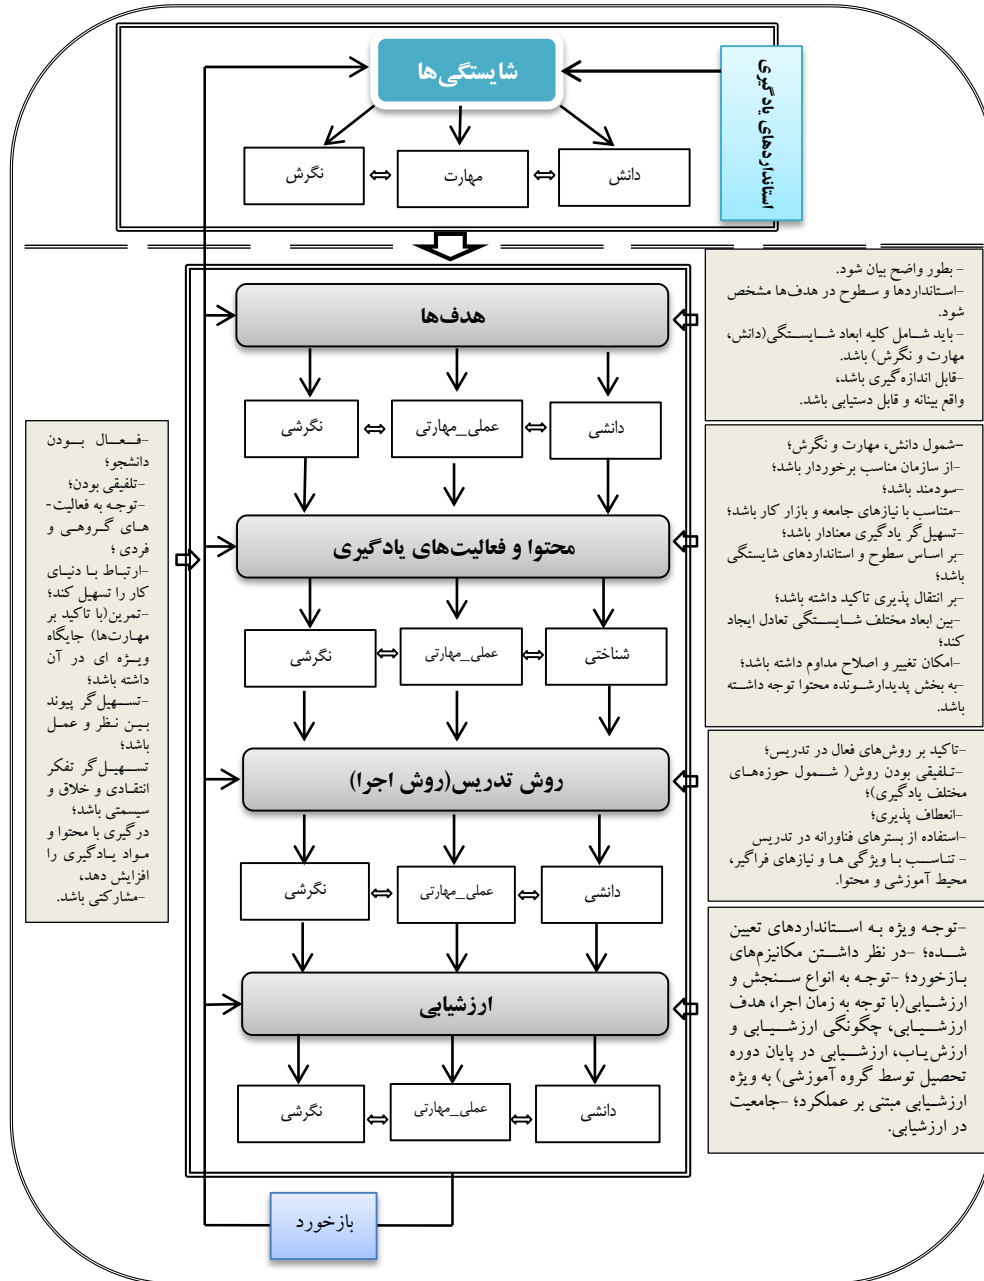 شایستگی‌ها
استانداردهای یادگیری
دانش
مهارت
نگرش
هدف‌ها
- بطور واضح بیان شود.
-استانداردها و سطوح در هدف‌ها مشخص
شود.
- باید شامل کلیه ابعاد شایستگی(دانش،
مهارت و نگرش) باشد.
-قابل اندازه‌گیری باشد،
واقع بینانه و قابل دستیابی باشد.
دانشی
عملی_مهارتی
نگرشی
محتوا و فعالیت‌های یادگیری
-شمول دانش، مهارت و نگرش؛
-از سازمان مناسب برخوردار باشد؛
-سودمند باشد؛
-متناسب با نیازهای جامعه و بازار کار باشد؛
-تسهیل‌گر یادگیری معنادار باشد؛
-بر اساس سطوح و استانداردهای شایستگی
باشد؛
-بر انتقال پذیری تاکید داشته باشد؛
-بین ابعاد مختلف شایستگی تعادل ایجاد
کند؛
-امکان تغییر و اصلاح مداوم داشته باشد؛
-به بخش پدیدارشونده محتوا توجه داشته
باشد.
شناختی
عملی_مهارتی
نگرشی
روش تدریس(روش اجرا)
-تاکید بر روش‌های فعال در تدریس؛
-تلفیقی بودن روش( شمول حوزه‌های
مختلف یادگیری)؛
-انعطاف پذیری؛
-استفاده از بسترهای فناورانه در تدریس
- تناسب با ویژگی ها و نیازهای فراگیر،
محیط آموزشی و محتوا.
دانشی
عملی_مهارتی
نگرشی
ارزشیابی
-توجه ویژه به استانداردهای تعیین
شده؛ -در نظر داشتن مکانیزم‌های
بازخورد؛ -توجه به انواع سنجش و
ارزشیابی(با توجه به زمان اجرا، هدف
ارزشیابی، چگونگی ارزشیابی و
ارزش‌یاب، ارزشیابی در پایان دوره
تحصیل توسط گروه آموزشی) به ویژه
ارزشیابی مبتنی بر عملکرد؛ -جامعیت
در ارزشیابی.
دانشی
عملی_مهارتی
نگرشی
-فعال بودن
دانشجو؛
-تلفیقی بودن؛
-توجه به فعالیت-
های گروهی و
فردی ؛
-ارتباط با دنیای
کار را تسهیل کند؛
-تمرین(با تاکید بر
مهارت‌ها) جایگاه
ویژه ای در آن
داشته باشد؛
-تسهیل‌گر پیوند
بین نظر و عمل
باشد؛
تسهیل‌گر تفکر
انتقادی و خلاق و
سیستمی باشد؛
درگیری با محتوا و
مواد یادگیری را
افزایش دهد،
-مشارکتی باشد.
بازخورد